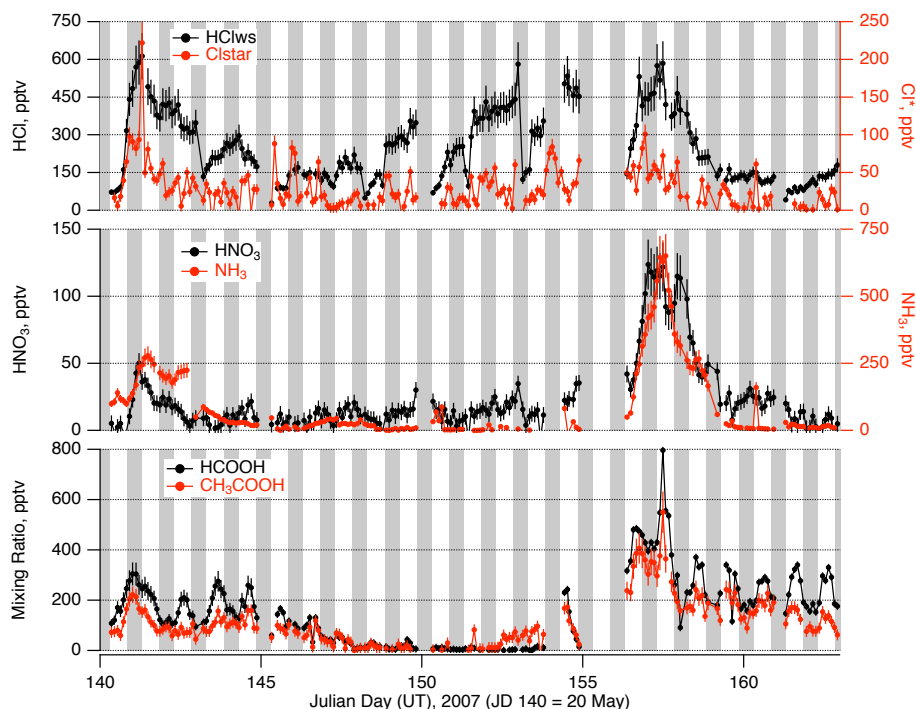 750
600
450
300
150
0
HCl, pptv
HClws
Clstar
250
200
150
100
50
0
Cl*, pptv
150
100
50
0
HNO₃, pptv
HNO₃
NH₃
750
500
250
0
NH₃, pptv
800
600
400
200
0
Mixing Ratio, pptv
HCOOH
CH₃COOH
140
145
150
155
160
Julian Day (UT), 2007 (JD 140 = 20 May)